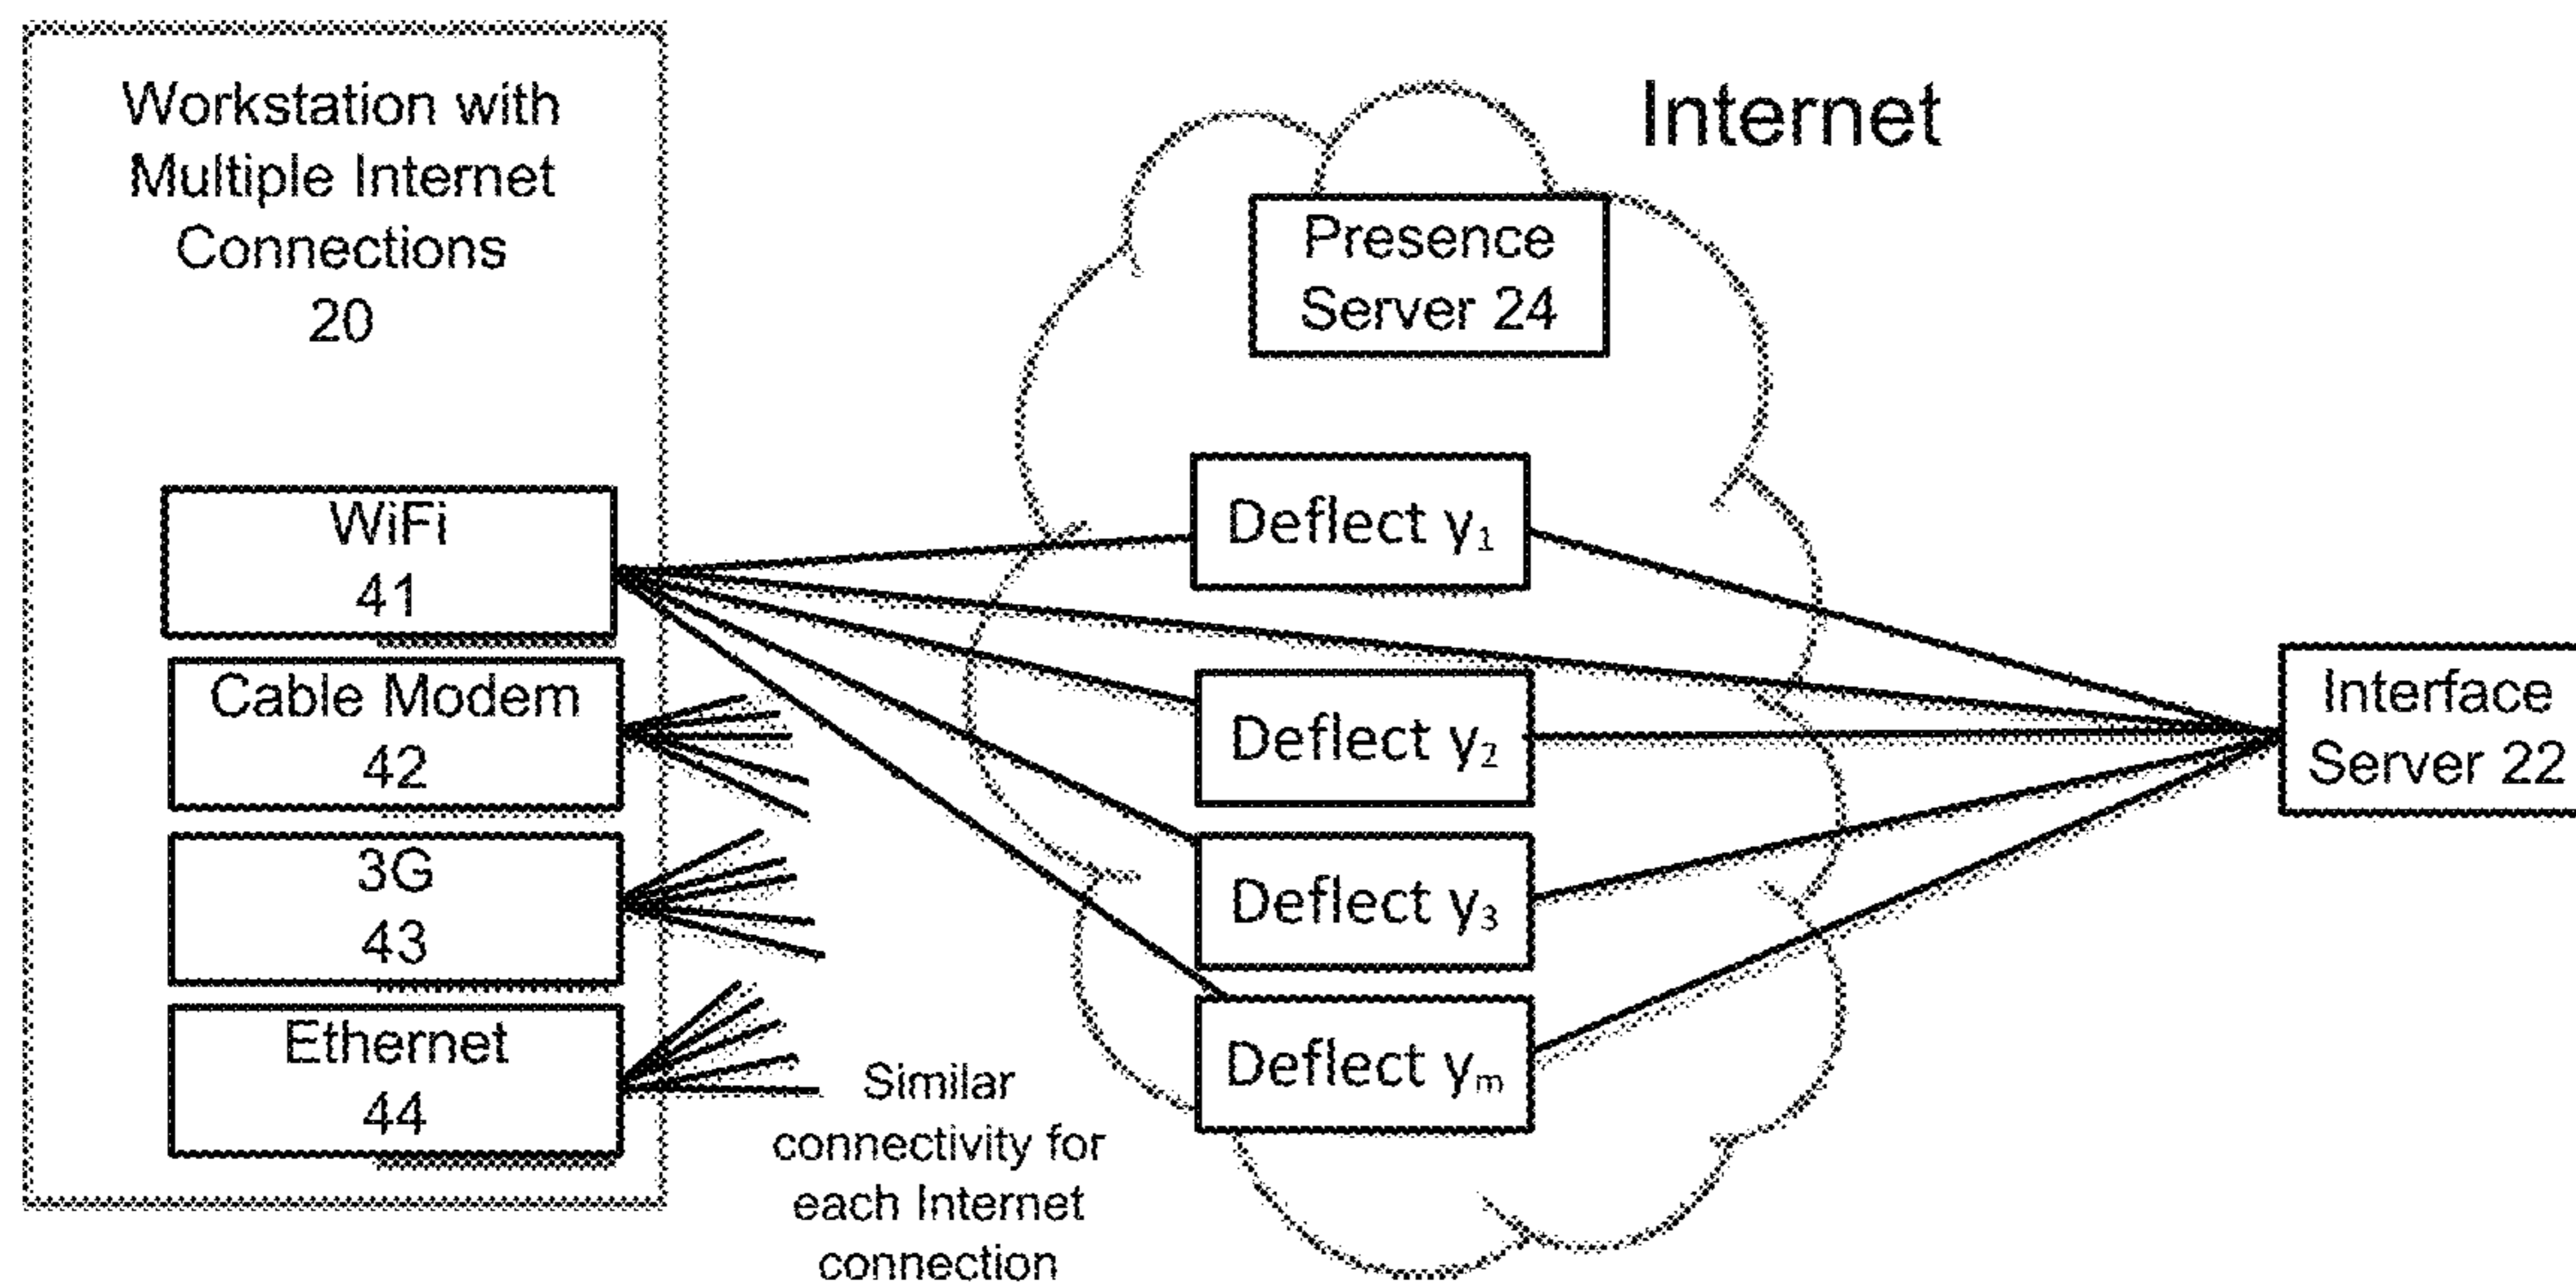 Workstation with
Multiple Internet
Connections
20
WiFi
41
Cable Modem
42
3G
43
Ethernet
44
Similar
connectivity for
each Internet
connection
Internet
Presence
Server 24
Deflect y₁
Deflect y₂
Deflect y₃
Deflect yₘ
Interface
Server 22